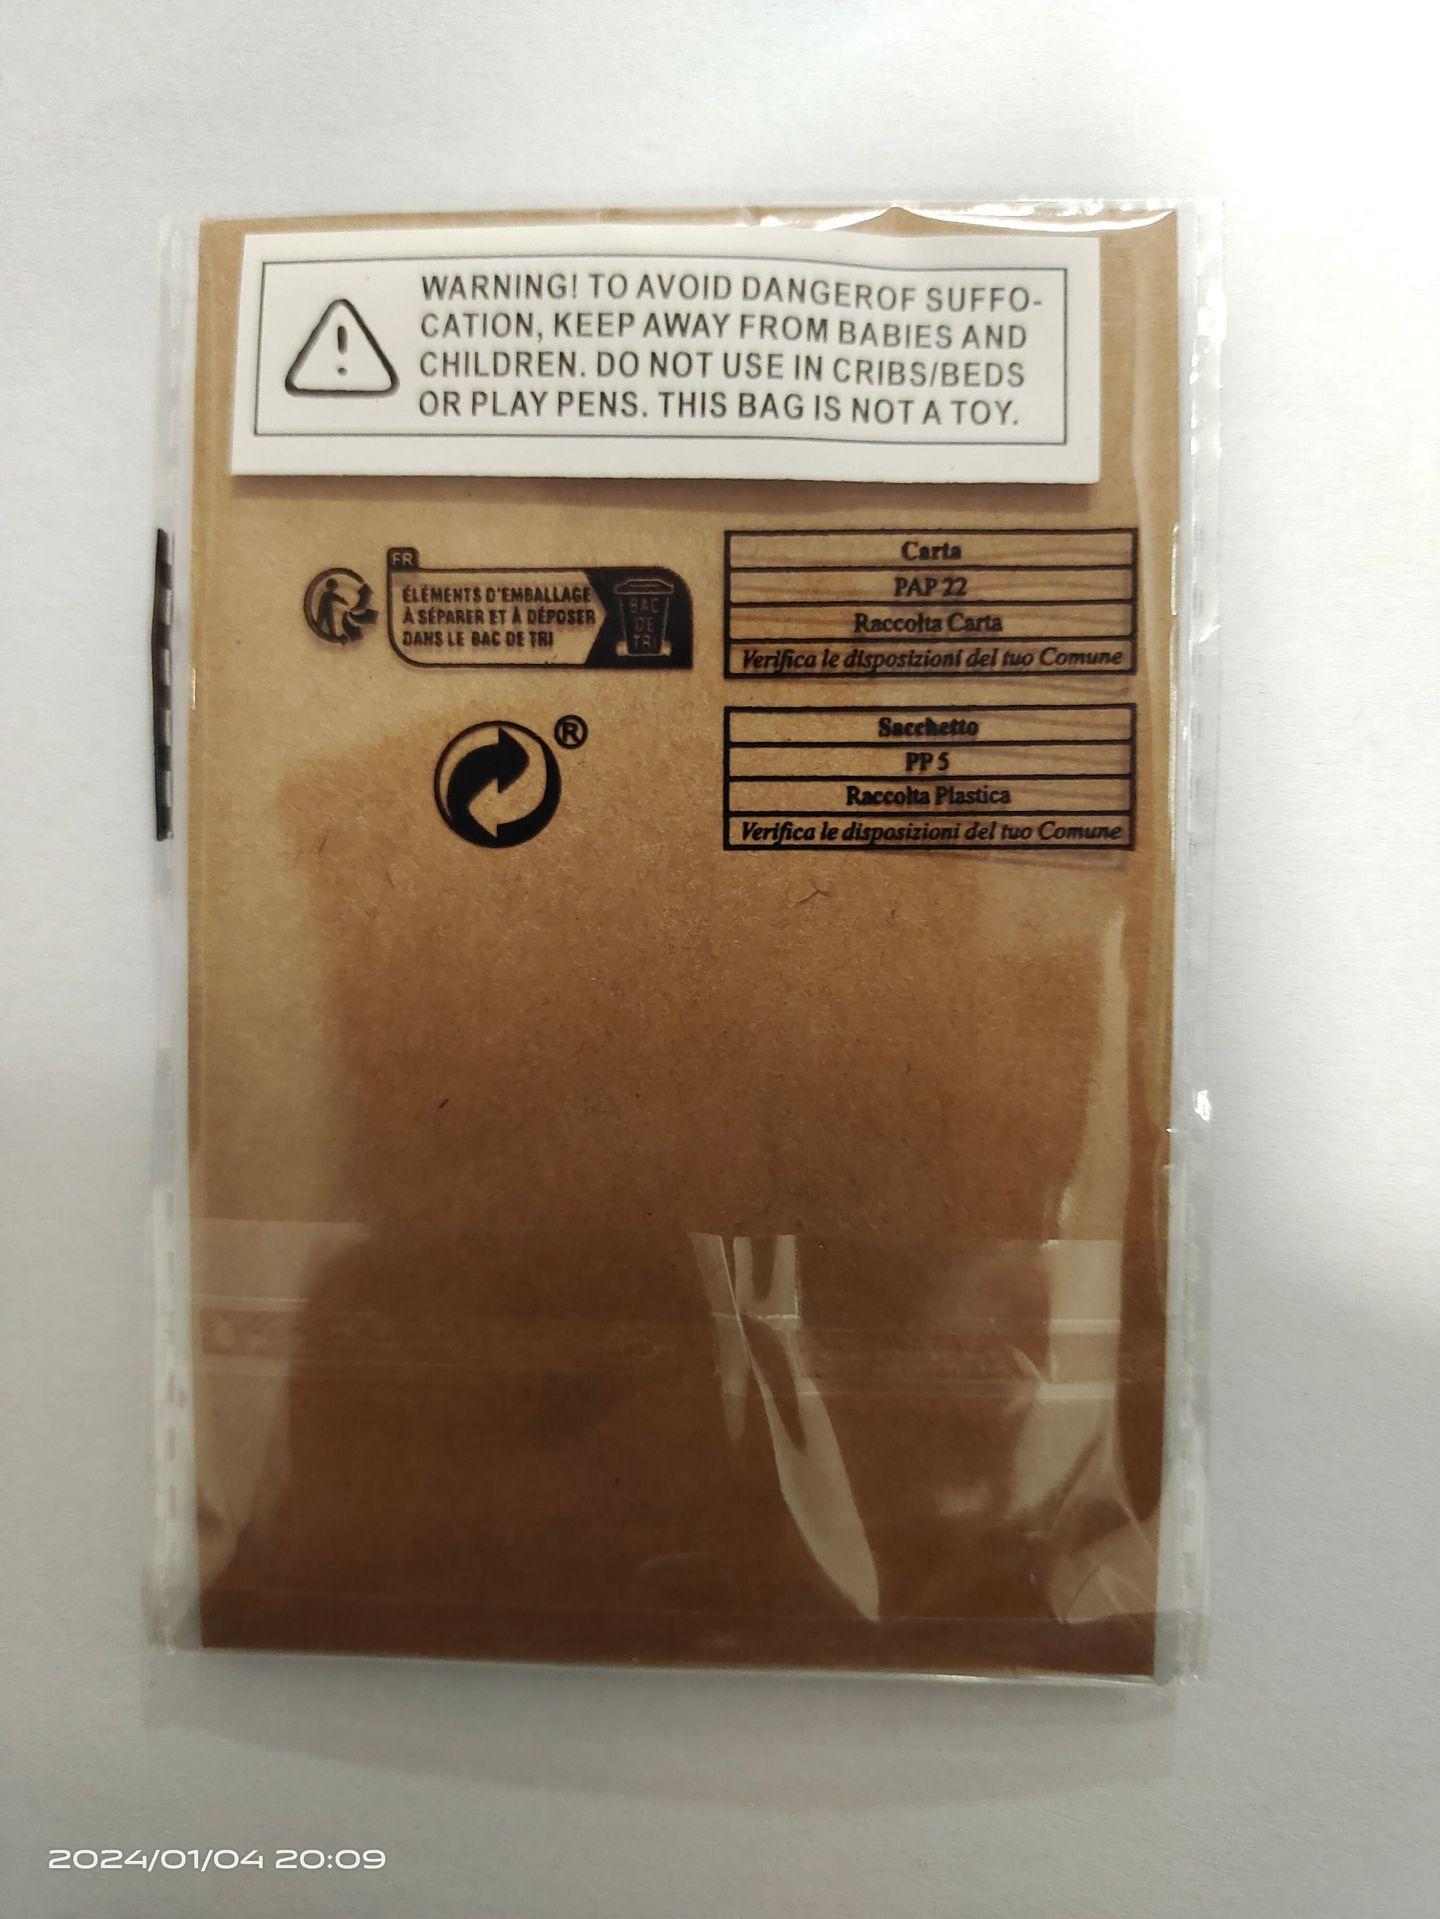 WARNING! TO AVOID DANGEROF SUFFO-
CATION, KEEP AWAY FROM BABIES AND
CHILDREN. DO NOT USE IN CRIBS/BEDS
OR PLAY PENS. THIS BAG IS NOT A TOY.
FR
ÉLÉMENTS D'EMBALLAGE
À SÉPARER ET À DÉPOSER
DANS LE BAC DE TRI
BAC
DE
TRI
®
Carta
PAP 22
Raccolta Carta
Verifica le disposizioni del tuo Comune
Sacchetto
PP 5
Raccolta Plastica
Verifica le disposizioni del tuo Comune
2024/01/04 20:09